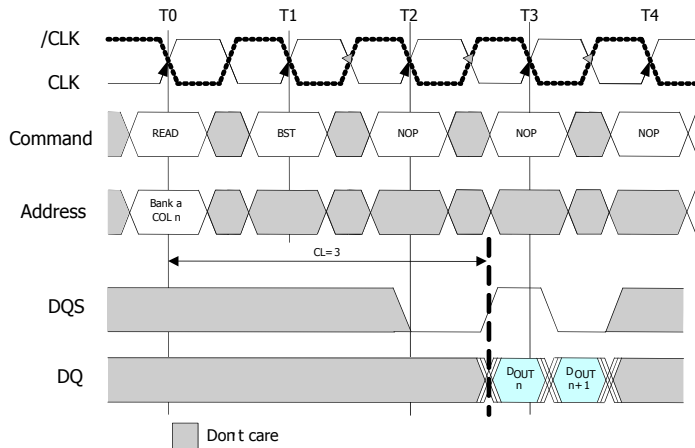 T0 T1 T2 T3 T4
/CLK
CLK
Command READ BST NOP NOP NOP
Address Bank a
COL n
CL=3
DQS
DQ DOUT
n DOUT
n+1
Don't care